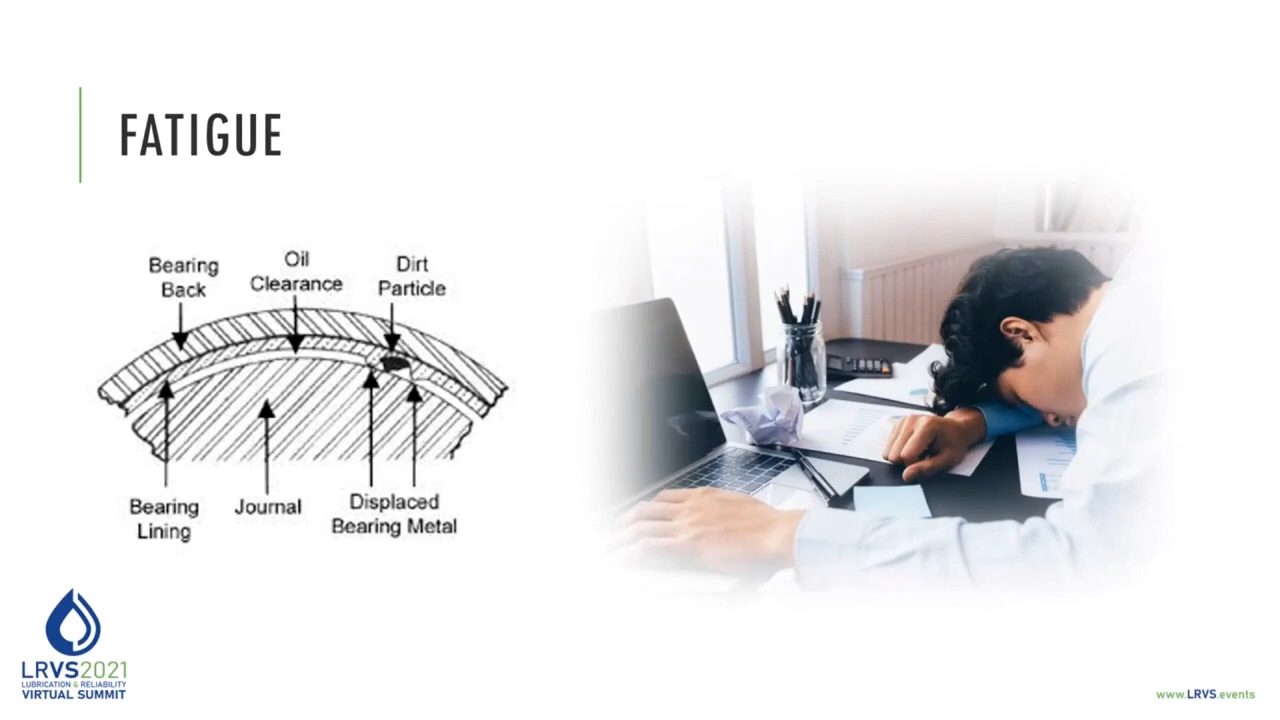 FATIGUE
Bearing
Back
Oil
Clearance
Dirt
Particle
Bearing
Lining
Journal
Displaced
Bearing Metal
LRVS2021
LUBRICATION & RELIABILITY
VIRTUAL SUMMIT
www.LRVS.events